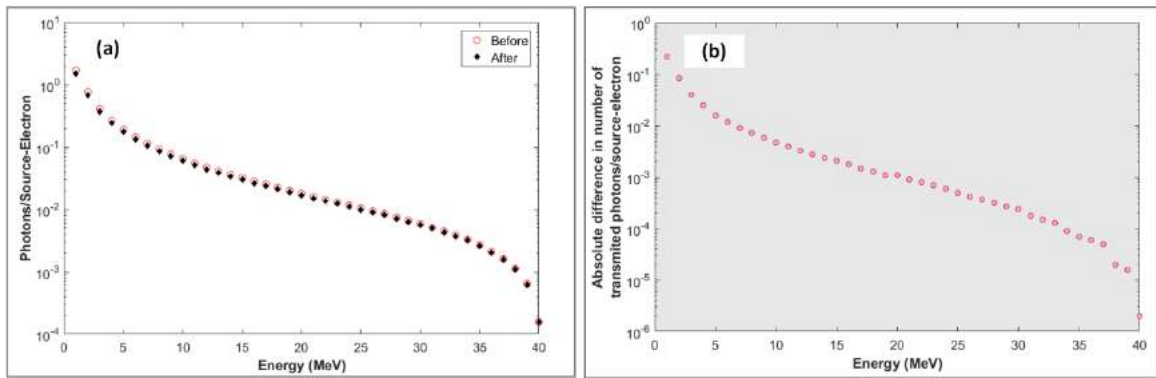 (a)
Before
After
10^1
10^0
10^-1
10^-2
10^-3
10^-4
Photons/Source-Electron
0 5 10 15 20 25 30 35 40
Energy (MeV)
(b)
10^0
10^-1
10^-2
10^-3
10^-4
10^-5
10^-6
Absolute difference in number of
transmited photons/source-electron
0 5 10 15 20 25 30 35 40
Energy (MeV)